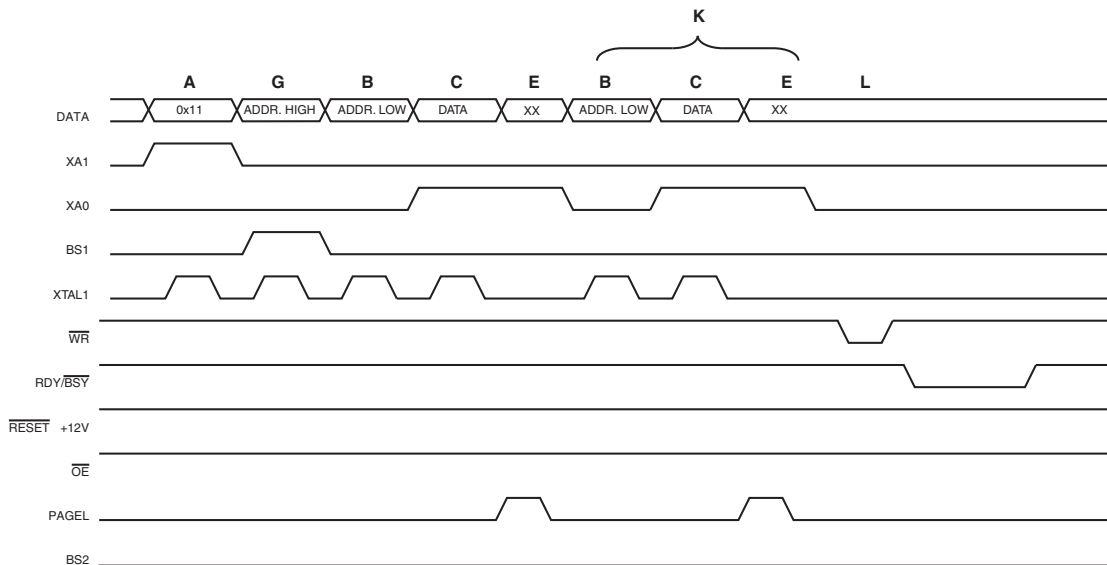 K
A G B C E B C E L
DATA 0x11 ADDR. HIGH ADDR. LOW DATA XX ADDR. LOW DATA XX
XA1
XA0
BS1
XTAL1
WR
RDY/BSY
RESET +12V
OE
PAGEL
BS2